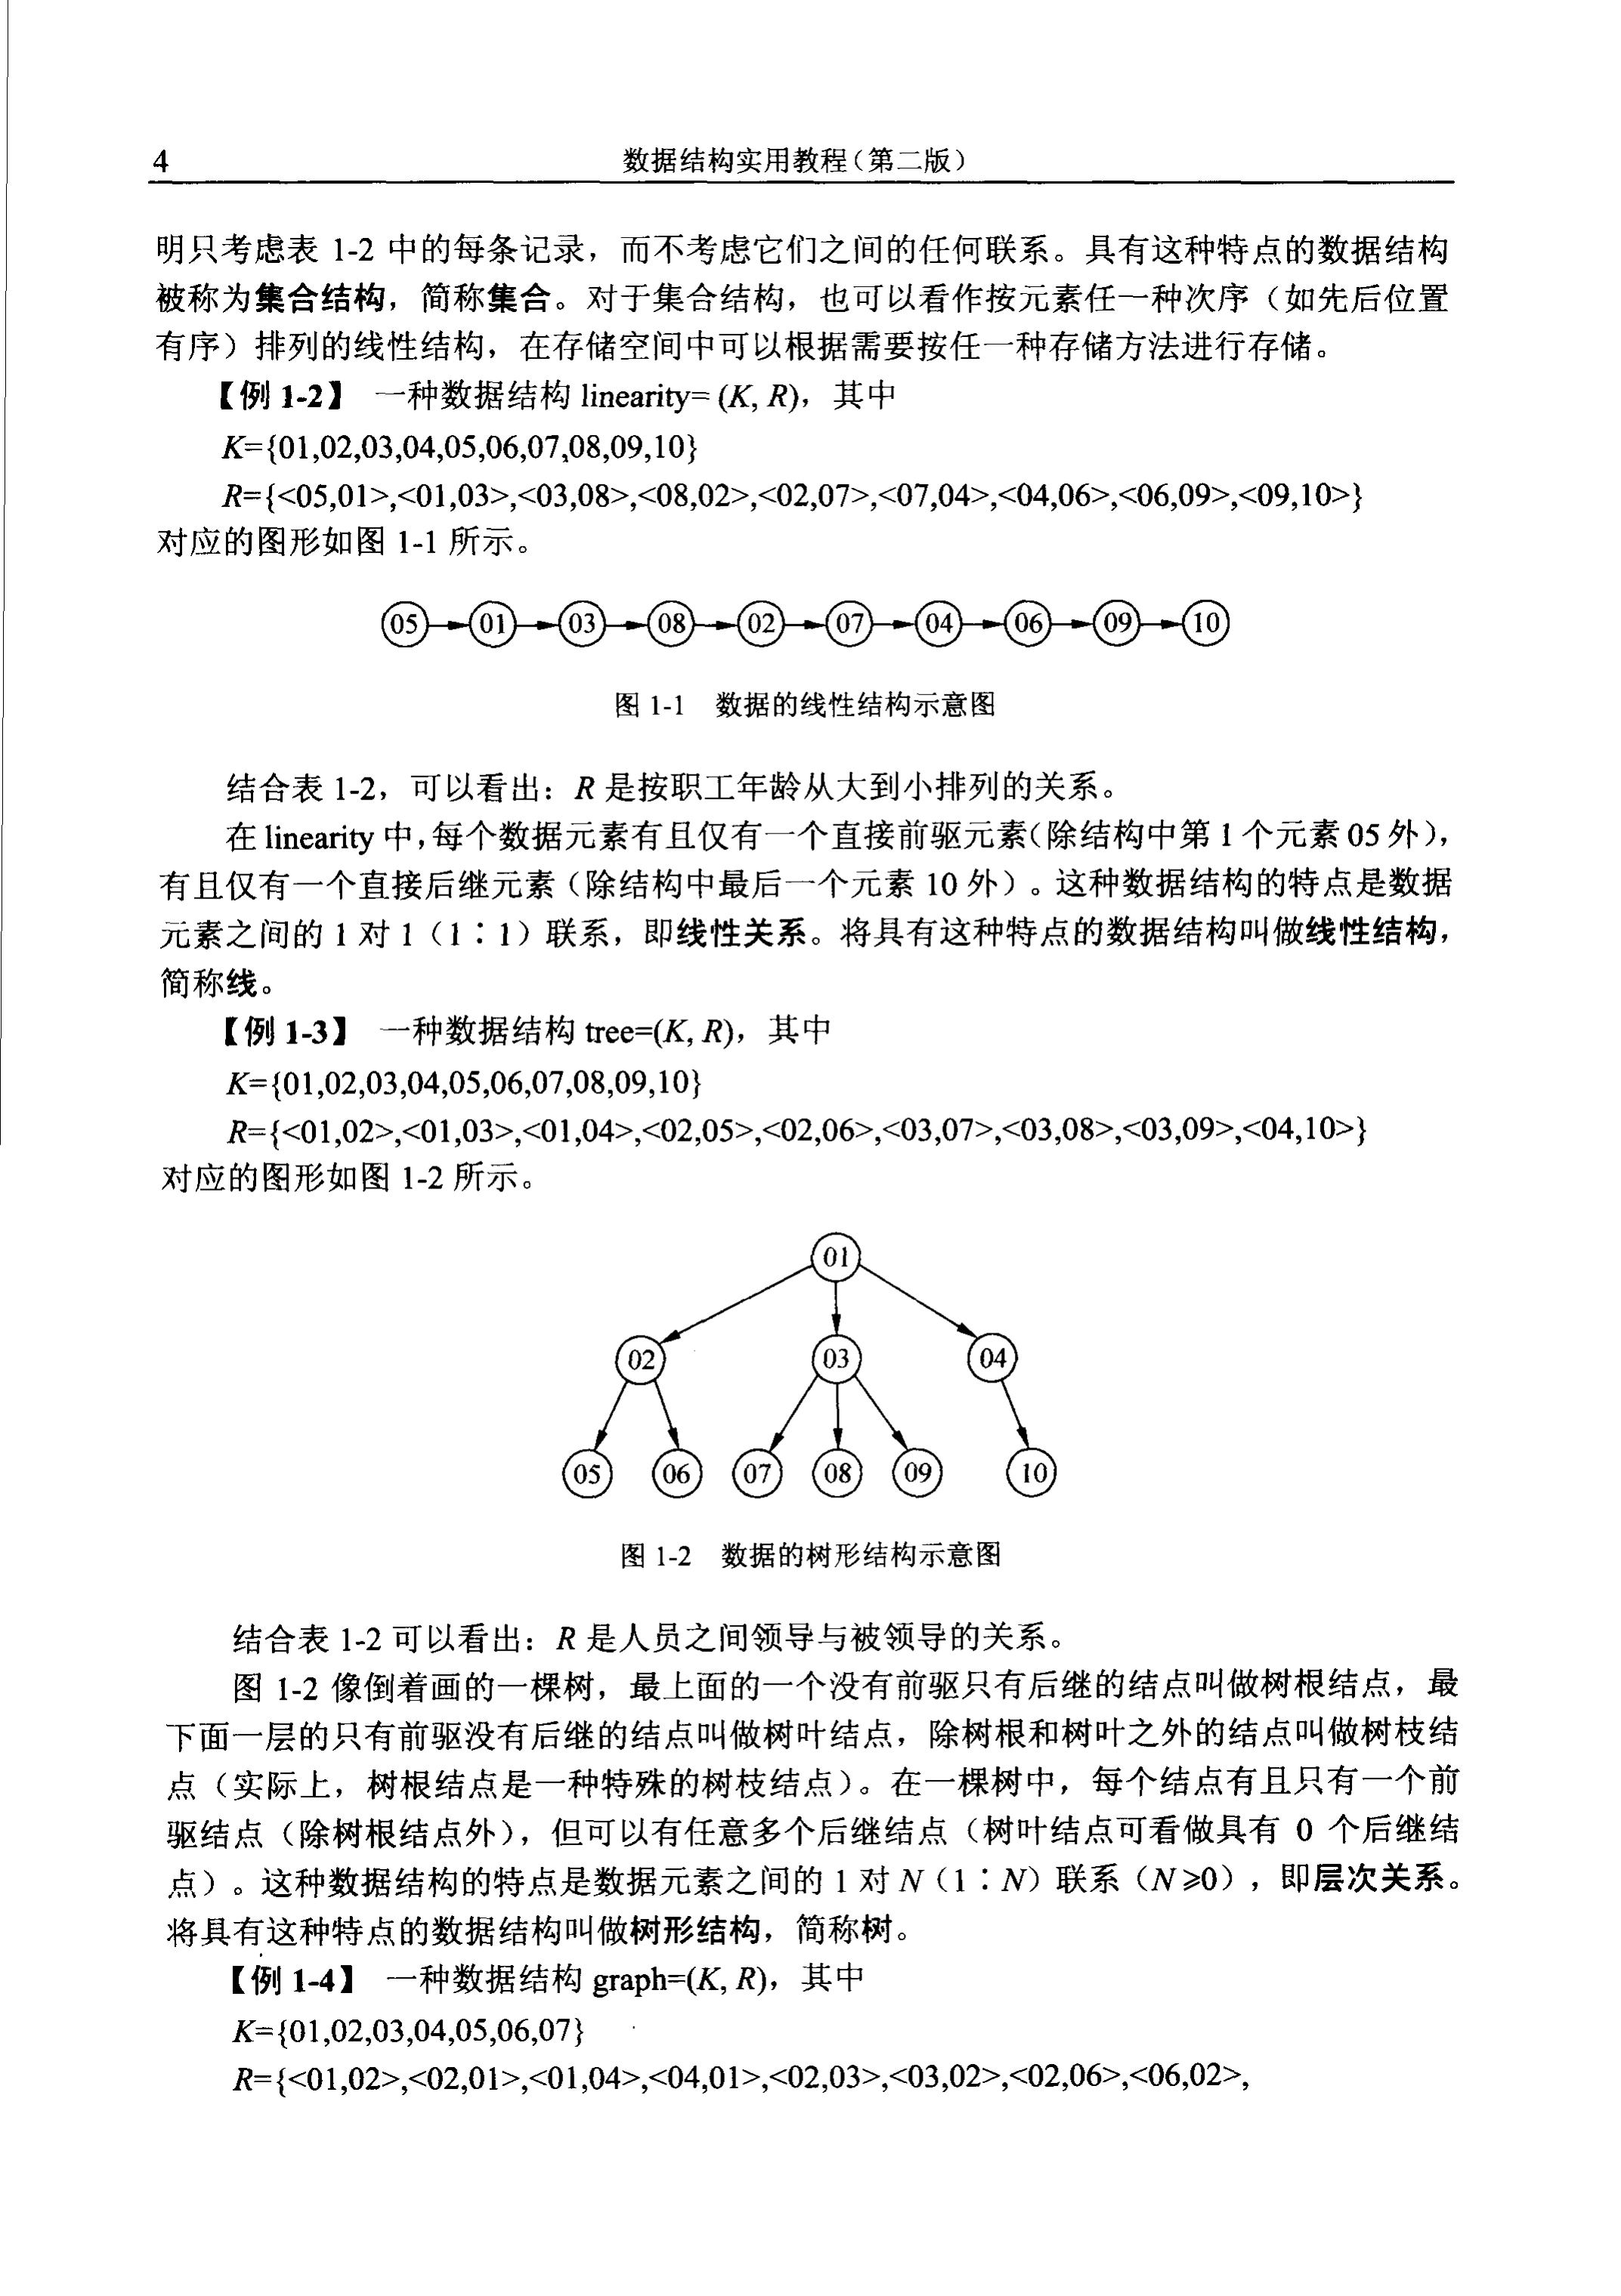 4
数据结构实用教程（第二版）
明只考虑表 1-2 中的每条记录，而不考虑它们之间的任何联系。具有这种特点的数据结构
被称为集合结构，简称集合。对于集合结构，也可以看作按元素任一种次序（如先后位置
有序）排列的线性结构，在存储空间中可以根据需要按任一种存储方法进行存储。
【例 1-2】 一种数据结构 linearity= (K, R)，其中
K={01,02,03,04,05,06,07,08,09,10}
R={<05,01>,<01,03>,<03,08>,<08,02>,<02,07>,<07,04>,<04,06>,<06,09>,<09,10>}
对应的图形如图 1-1 所示。
05 01 03 08 02 07 04 06 09 10
图 1-1 数据的线性结构示意图
结合表 1-2，可以看出：R 是按职工年龄从大到小排列的关系。
在 linearity 中，每个数据元素有且仅有一个直接前驱元素（除结构中第 1 个元素 05 外），
有且仅有一个直接后继元素（除结构中最后一个元素 10 外）。这种数据结构的特点是数据
元素之间的 1 对 1（1∶1）联系，即线性关系。将具有这种特点的数据结构叫做线性结构，
简称线。
【例 1-3】 一种数据结构 tree=(K, R)，其中
K={01,02,03,04,05,06,07,08,09,10}
R={<01,02>,<01,03>,<01,04>,<02,05>,<02,06>,<03,07>,<03,08>,<03,09>,<04,10>}
对应的图形如图 1-2 所示。
01
02 03 04
05 06 07 08 09 10
图 1-2 数据的树形结构示意图
结合表 1-2 可以看出：R 是人员之间领导与被领导的关系。
图 1-2 像倒着画的一棵树，最上面的一个没有前驱只有后继的结点叫做树根结点，最
下面一层的只有前驱没有后继的结点叫做树叶结点，除树根和树叶之外的结点叫做树枝结
点（实际上，树根结点是一种特殊的树枝结点）。在一棵树中，每个结点有且只有一个前
驱结点（除树根结点外），但可以有任意多个后继结点（树叶结点可看做具有 0 个后继结
点）。这种数据结构的特点是数据元素之间的 1 对 N（1∶N）联系（N≥0），即层次关系。
将具有这种特点的数据结构叫做树形结构，简称树。
【例 1-4】 一种数据结构 graph=(K, R)，其中
K={01,02,03,04,05,06,07}
R={<01,02>,<02,01>,<01,04>,<04,01>,<02,03>,<03,02>,<02,06>,<06,02>,